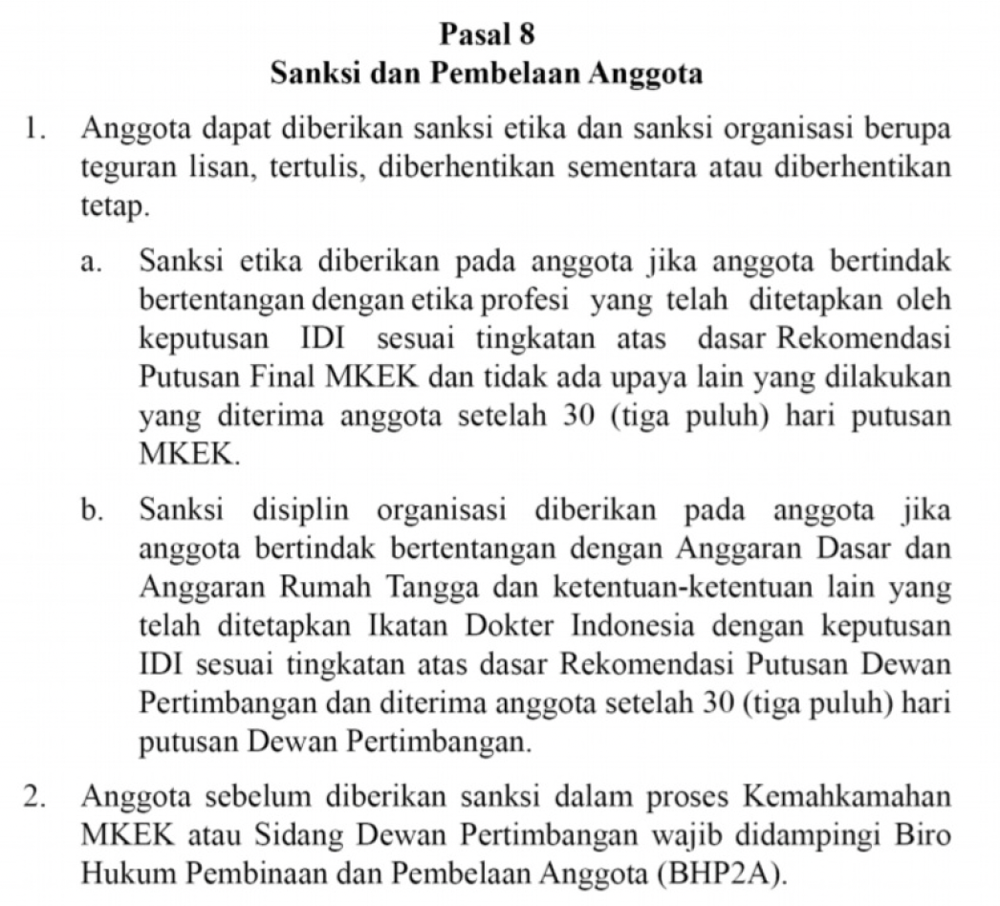 Pasal 8
Sanksi dan Pembelaan Anggota
1. Anggota dapat diberikan sanksi etika dan sanksi organisasi berupa
teguran lisan, tertulis, diberhentikan sementara atau diberhentikan
tetap.
a. Sanksi etika diberikan pada anggota jika anggota bertindak
bertentangan dengan etika profesi yang telah ditetapkan oleh
keputusan IDI sesuai tingkatan atas dasar Rekomendasi
Putusan Final MKEK dan tidak ada upaya lain yang dilakukan
yang diterima anggota setelah 30 (tiga puluh) hari putusan
MKEK.
b. Sanksi disiplin organisasi diberikan pada anggota jika
anggota bertindak bertentangan dengan Anggaran Dasar dan
Anggaran Rumah Tangga dan ketentuan-ketentuan lain yang
telah ditetapkan Ikatan Dokter Indonesia dengan keputusan
IDI sesuai tingkatan atas dasar Rekomendasi Putusan Dewan
Pertimbangan dan diterima anggota setelah 30 (tiga puluh) hari
putusan Dewan Pertimbangan.
2. Anggota sebelum diberikan sanksi dalam proses Kemahkamahan
MKEK atau Sidang Dewan Pertimbangan wajib didampingi Biro
Hukum Pembinaan dan Pembelaan Anggota (BHP2A).